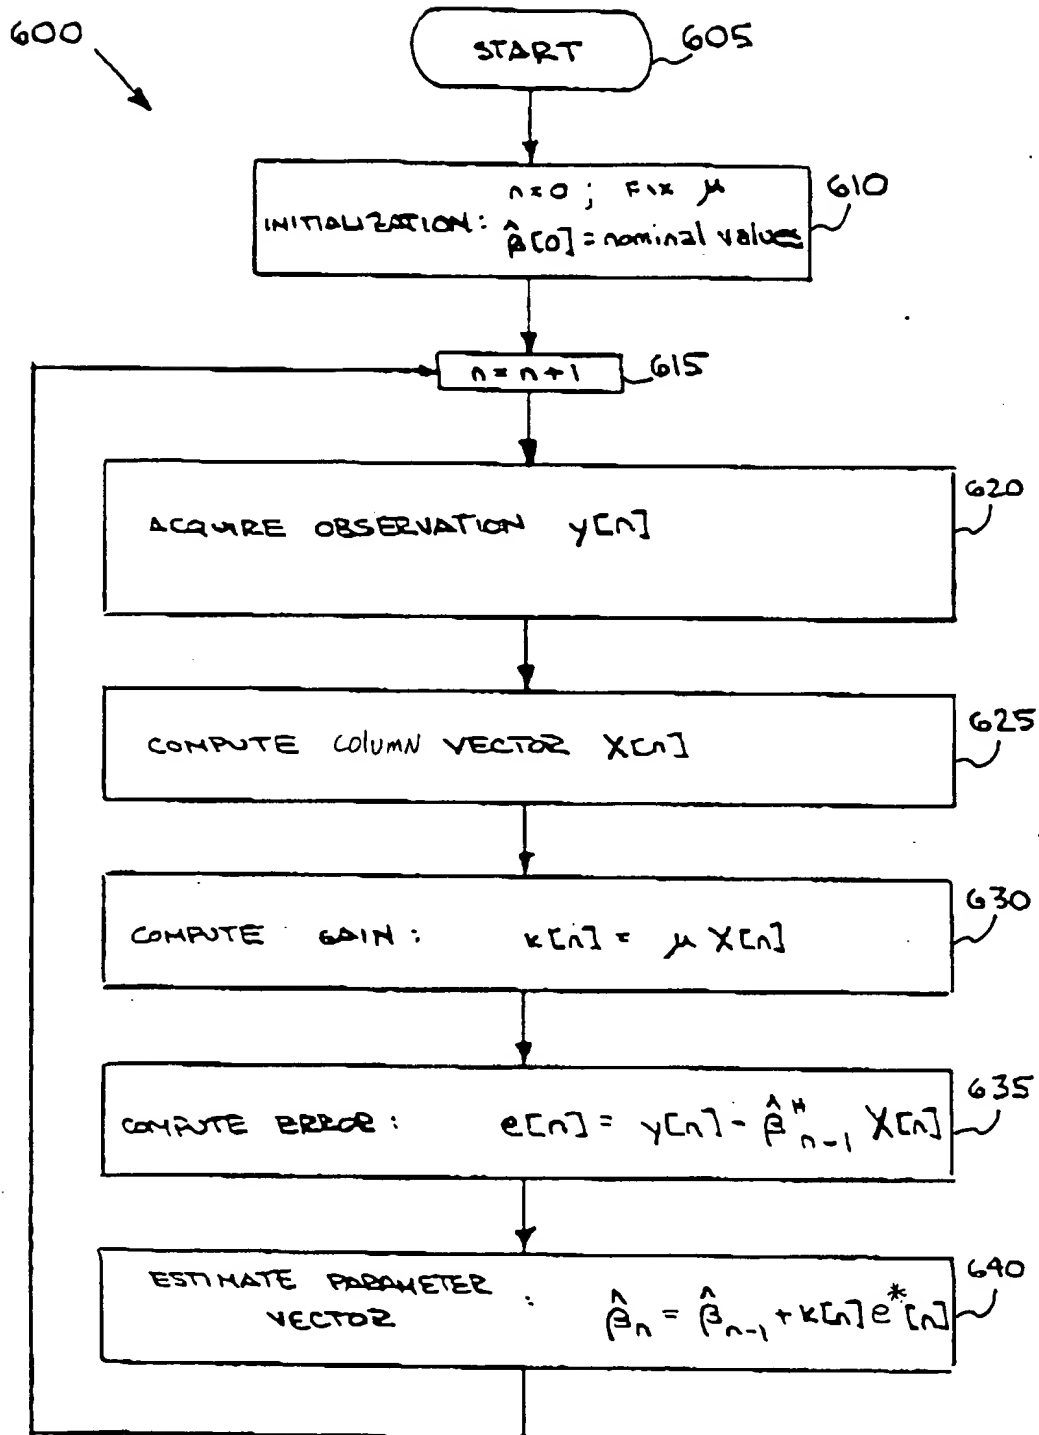 600
START
605
n=0 ; FIX μ
INITIALIZATION: β̂[0] = nominal values
610
n = n + 1
615
ACQUIRE OBSERVATION y[n]
620
COMPUTE COLUMN VECTOR X[n]
625
COMPUTE GAIN: k[n] = μ X[n]
630
COMPUTE ERROR: e[n] = y[n] - β̂ᴴₙ₋₁ X[n]
635
ESTIMATE PARAMETER
VECTOR : β̂ₙ = β̂ₙ₋₁ + k[n] e*[n]
640